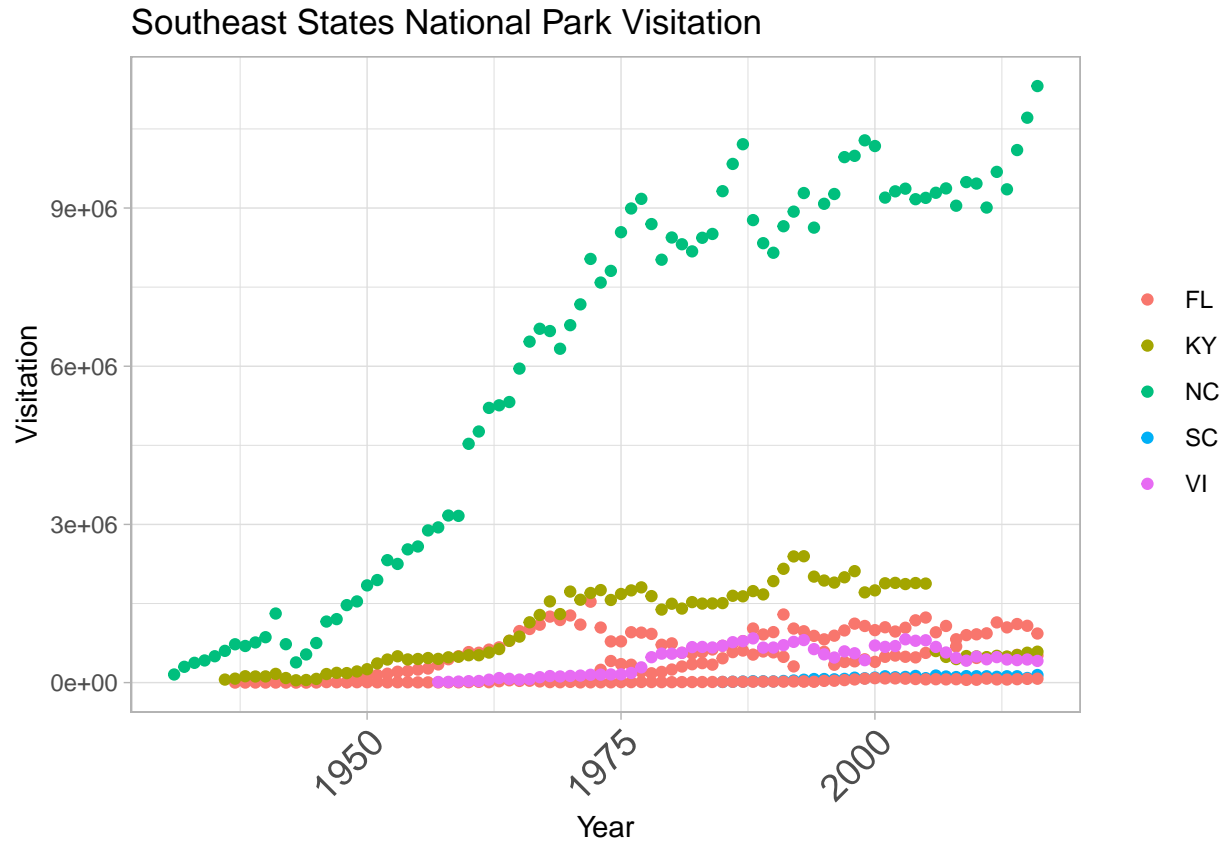 Southeast States National Park Visitation
Visitation
9e+06
6e+06
3e+06
0e+00
1950
1975
2000
Year
FL
KY
NC
SC
VI